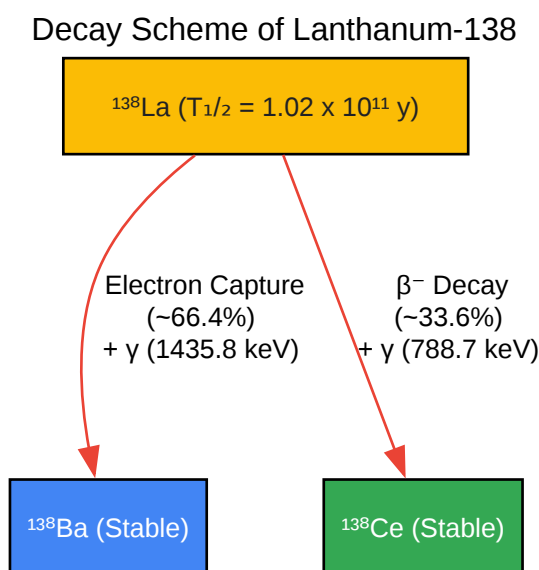 Decay Scheme of Lanthanum-138
¹³⁸La (T₁/₂ = 1.02 x 10¹¹ y)
Electron Capture
(~66.4%)
+ γ (1435.8 keV)
β⁻ Decay
(~33.6%)
+ γ (788.7 keV)
¹³⁸Ba (Stable)
¹³⁸Ce (Stable)